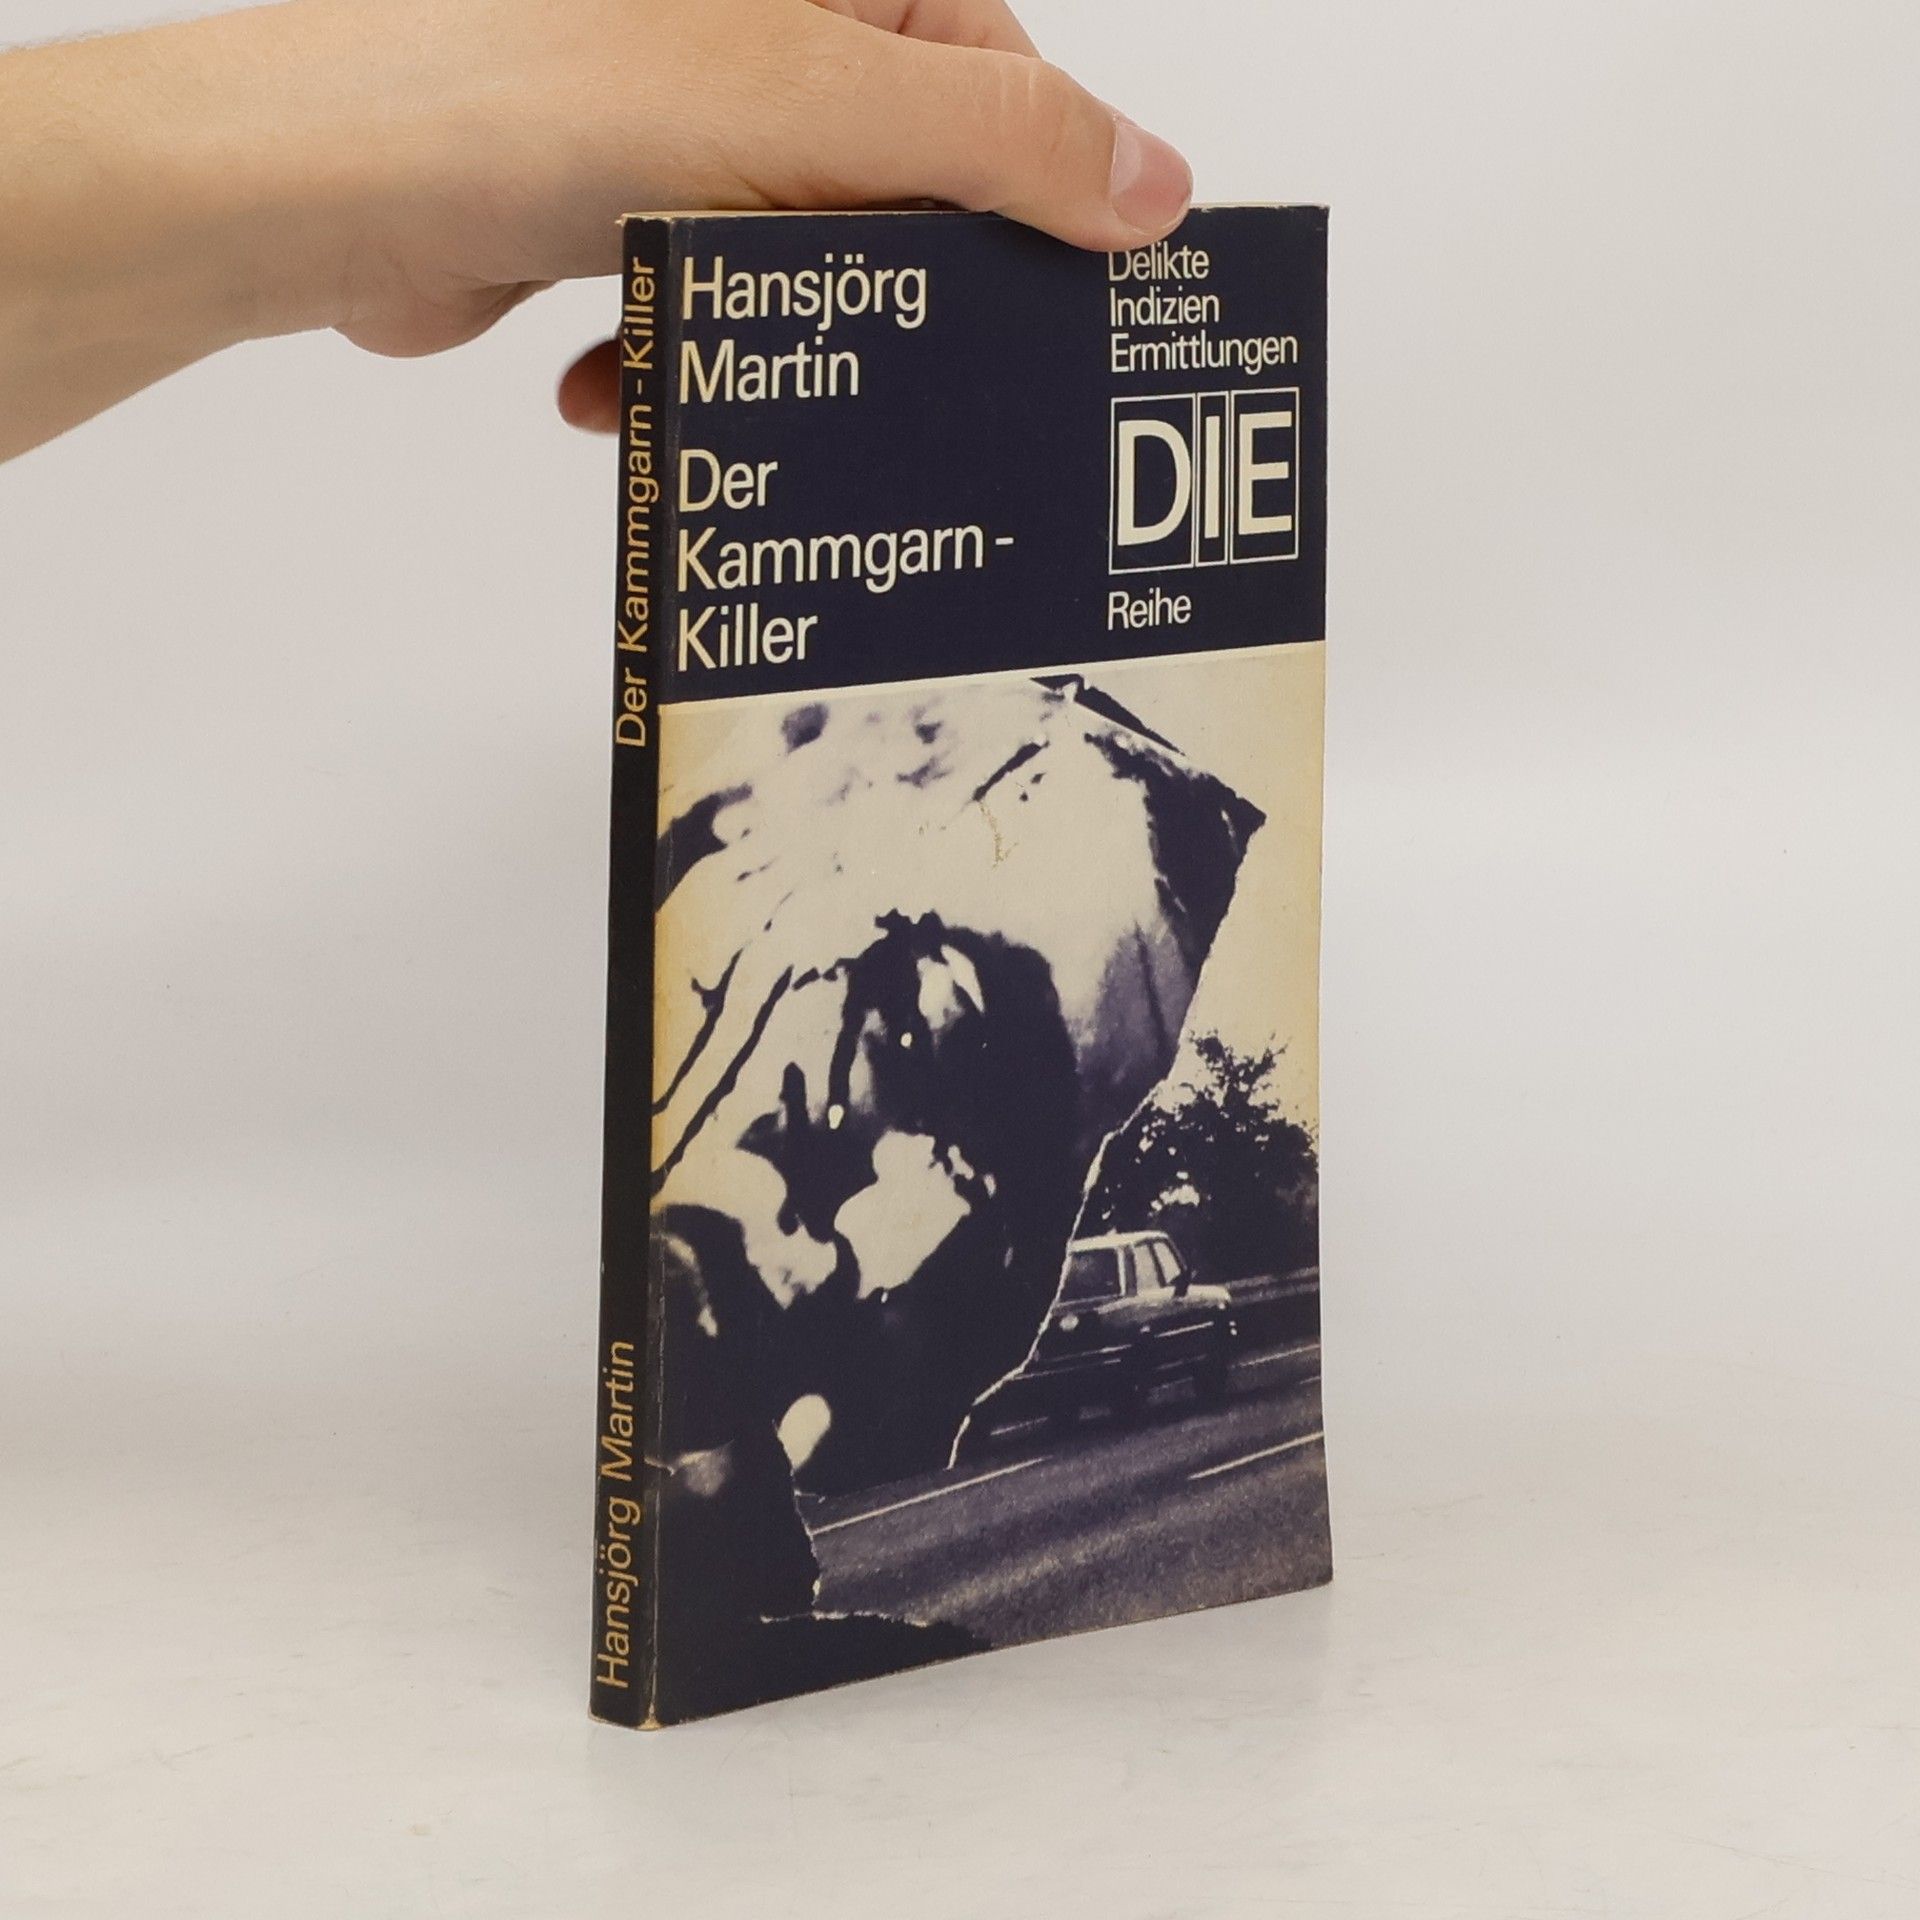 Hansjörg
Martin
Der
Kammgarn-
Killer
Delikte
Indizien
Ermittlungen
DIE
Reihe
Der Kammgarn-Killer
Hansjörg Martin